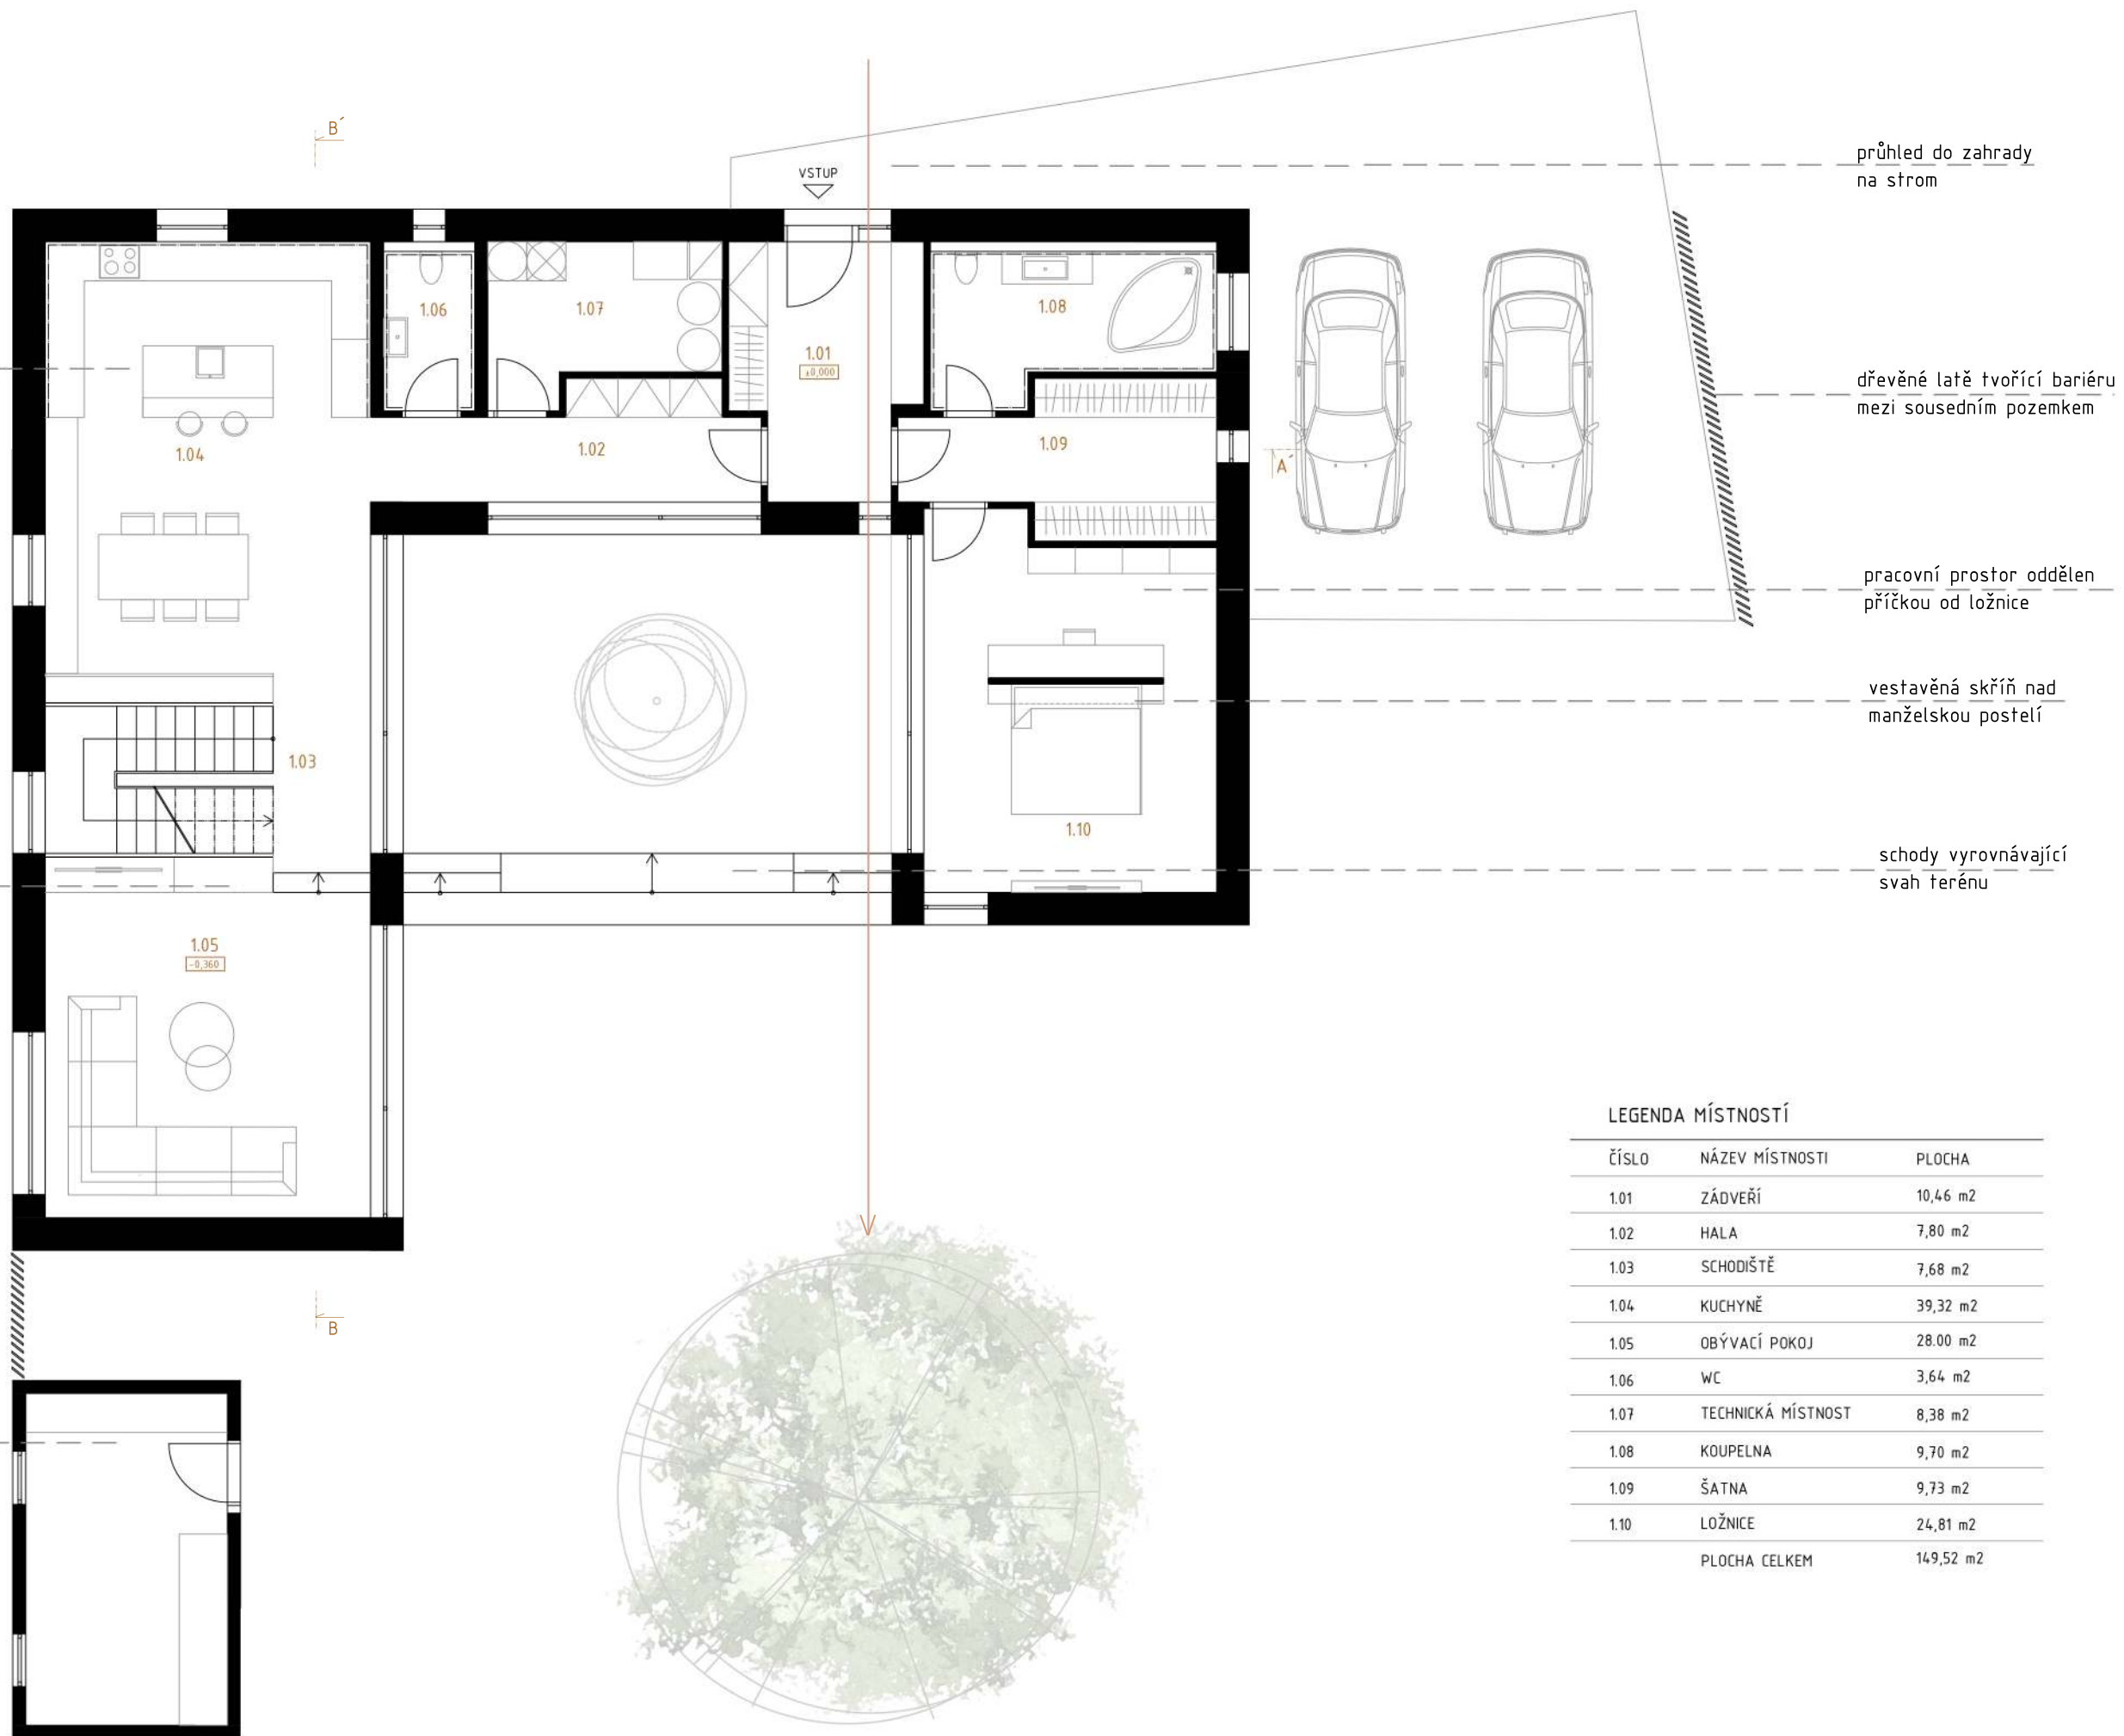 B´
průhled do zahrady
na strom
VSTUP
1.06
1.07
1.08
1.01
±0,000
dřevěné latě tvořící bariéru
mezi sousedním pozemkem
1.04
1.02
1.09
A´
pracovní prostor oddělen
příčkou od ložnice
vestavěná skříň nad
manželskou postelí
1.03
1.10
schody vyrovnávající
svah terénu
1.05
-0,360
B
LEGENDA MÍSTNOSTÍ
ČÍSLO NÁZEV MÍSTNOSTI PLOCHA
1.01 ZÁDVEŘÍ 10,46 m2
1.02 HALA 7,80 m2
1.03 SCHODIŠTĚ 7,68 m2
1.04 KUCHYNĚ 39,32 m2
1.05 OBÝVACÍ POKOJ 28.00 m2
1.06 WC 3,64 m2
1.07 TECHNICKÁ MÍSTNOST 8,38 m2
1.08 KOUPELNA 9,70 m2
1.09 ŠATNA 9,73 m2
1.10 LOŽNICE 24,81 m2
PLOCHA CELKEM 149,52 m2